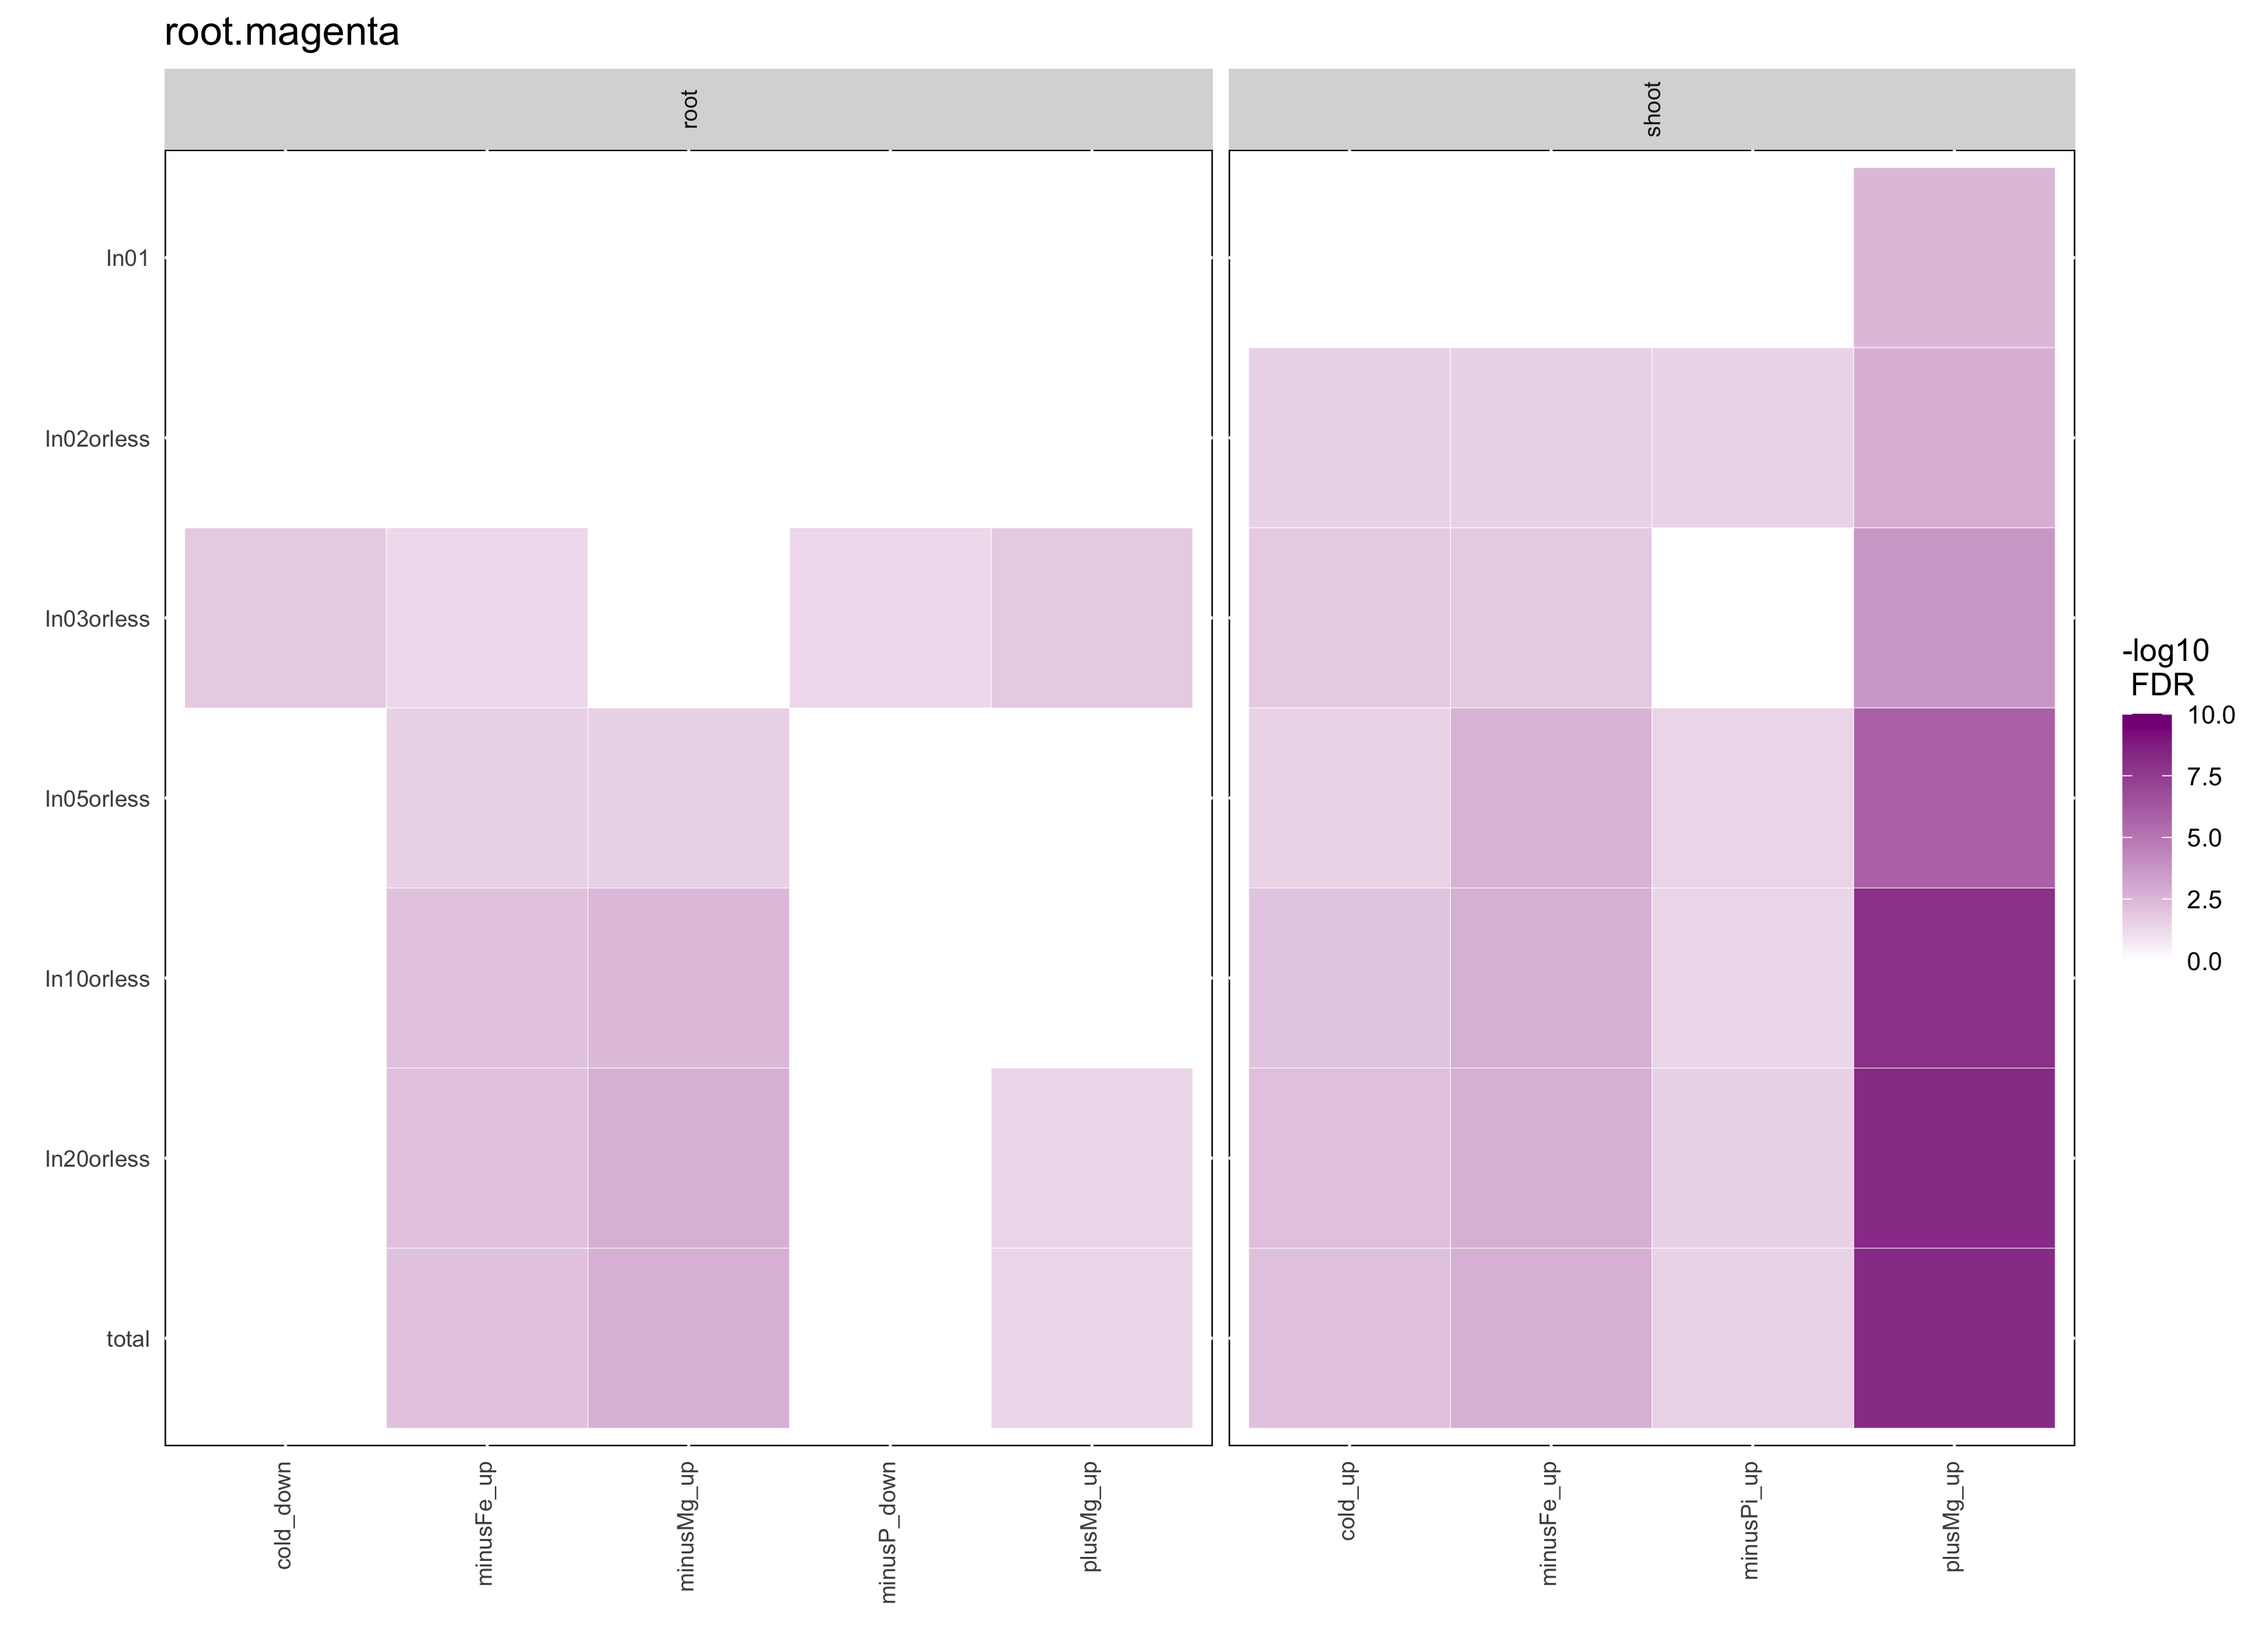 root.magenta
root
shoot
In01
In02orless
In03orless
In05orless
In10orless
In20orless
total
cold_down
minusFe_up
minusMg_up
minusP_down
plusMg_up
cold_up
minusFe_up
minusPi_up
plusMg_up
-log10
FDR
10.0
7.5
5.0
2.5
0.0